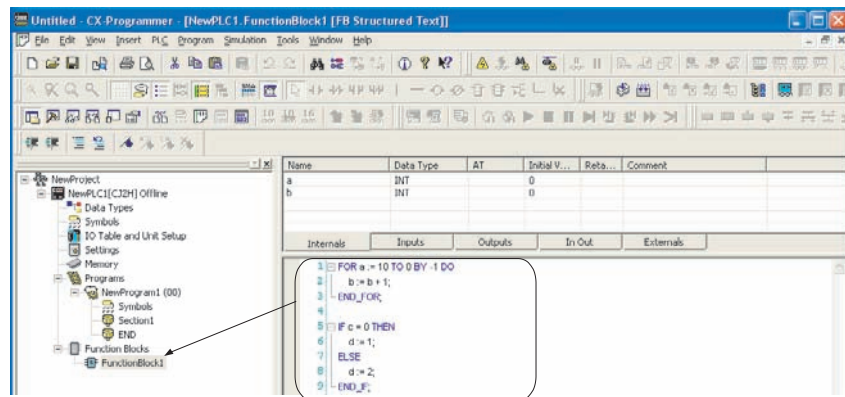 Untitled - CX-Programmer - [NewPLC1.FunctionBlock1 [FB Structured Text]]
File Edit View Insert PLC Program Simulation Tools Window Help
NewProject
NewPLC1[CJ2H] Offline
Data Types
Symbols
IO Table and Unit Setup
Settings
Memory
Programs
NewProgram1 (00)
Symbols
Section1
END
Function Blocks
FunctionBlock1
Name Data Type AT Initial V... Reta... Comment
a INT 0
b INT 0
Internals Inputs Outputs In Out Externals
1 FOR a := 10 TO 0 BY -1 DO
2 b := b + 1;
3 END_FOR;
4
5 IF c = 0 THEN
6 d := 1;
7 ELSE
8 d := 2;
9 END_IF;